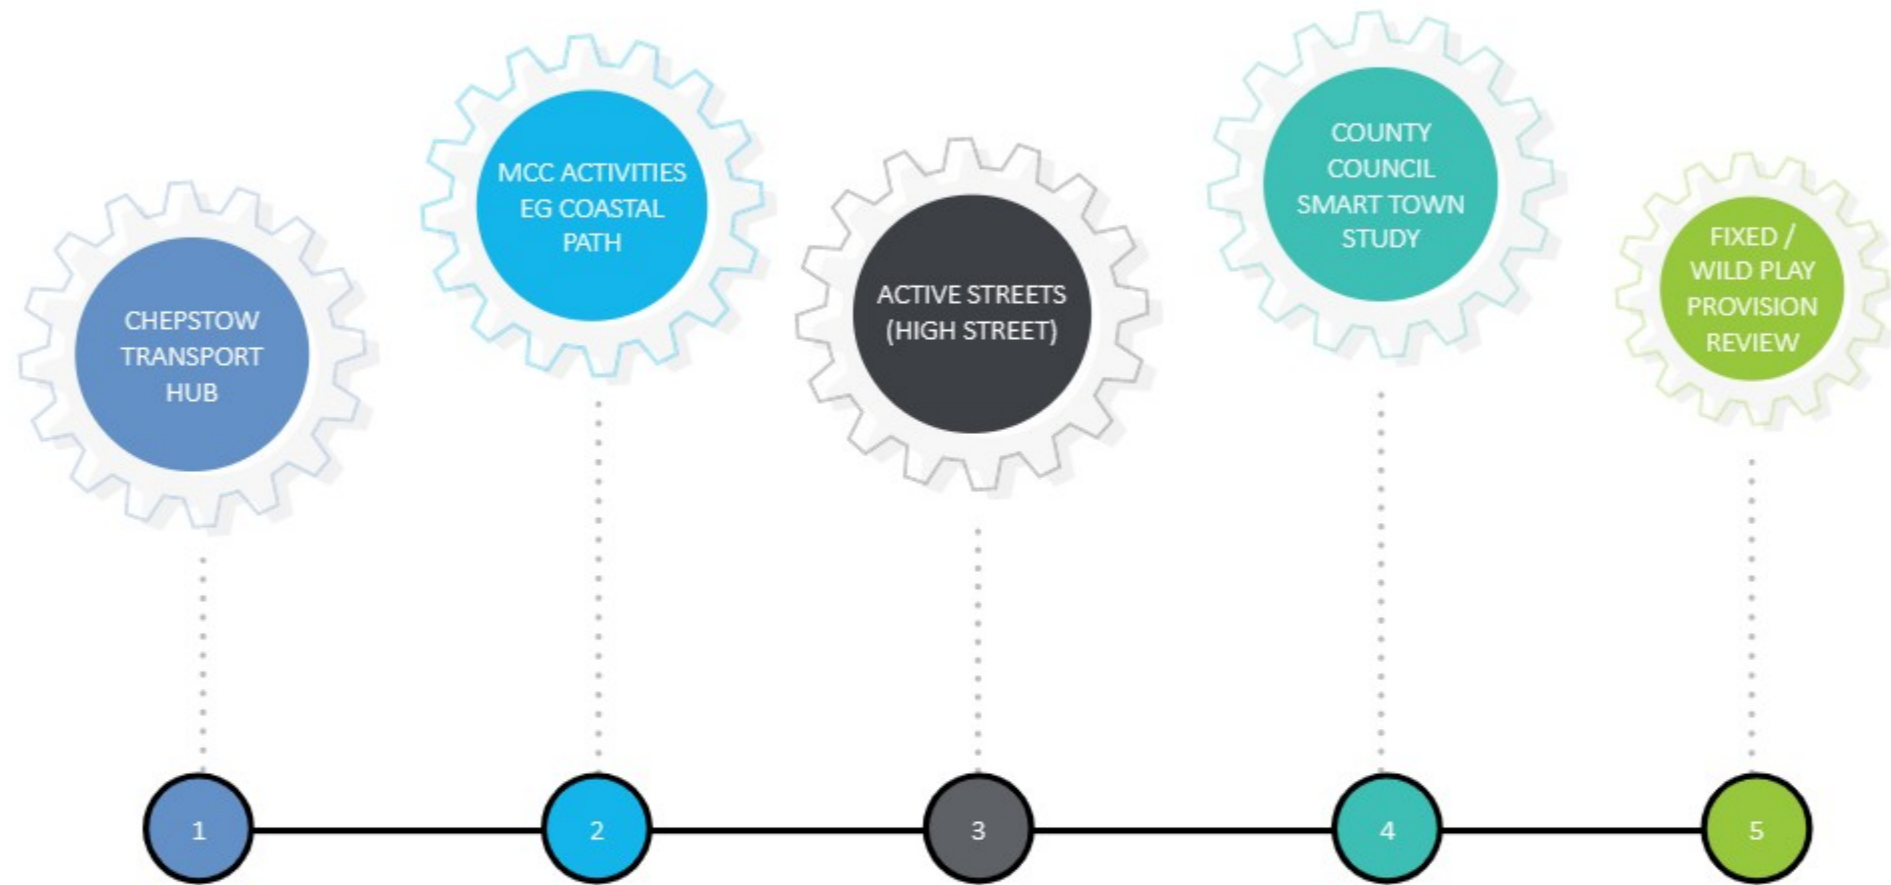 CHEPSTOW
TRANSPORT
HUB
MCC ACTIVITIES
EG COASTAL
PATH
ACTIVE STREETS
(HIGH STREET)
COUNTY
COUNCIL
SMART TOWN
STUDY
FIXED /
WILD PLAY
PROVISION
REVIEW
1
2
3
4
5